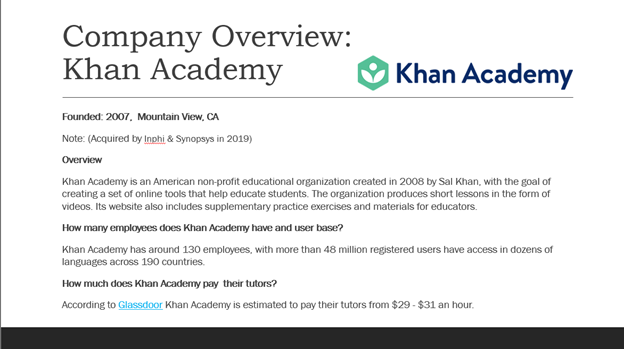 Company Overview:
Khan Academy
Khan Academy
Founded: 2007, Mountain View, CA
Note: (Acquired by Inphi & Synopsys in 2019)
Overview
Khan Academy is an American non-profit educational organization created in 2008 by Sal Khan, with the goal of
creating a set of online tools that help educate students. The organization produces short lessons in the form of
videos. Its website also includes supplementary practice exercises and materials for educators.
How many employees does Khan Academy have and user base?
Khan Academy has around 130 employees, with more than 48 million registered users have access in dozens of
languages across 190 countries.
How much does Khan Academy pay their tutors?
According to Glassdoor Khan Academy is estimated to pay their tutors from $29 - $31 an hour.